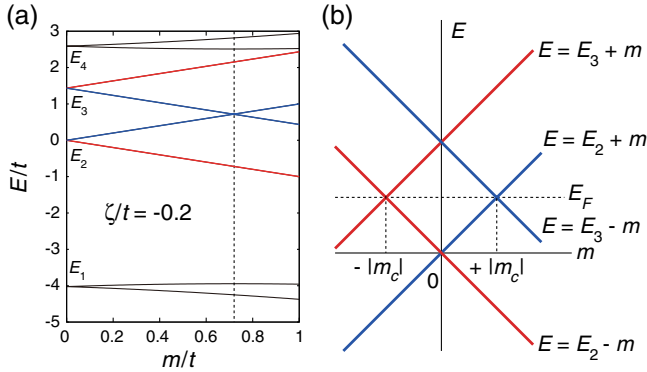 (a)
3
2
1
0
-1
-2
-3
-4
-5
E/t
E4
E3
E2
E1
ζ/t = -0.2
0
0.2
0.4
0.6
0.8
1
m/t
(b)
E
E = E3 + m
E = E2 + m
EF
E = E3 - m
m
- |mc|
0
+ |mc|
E = E2 - m